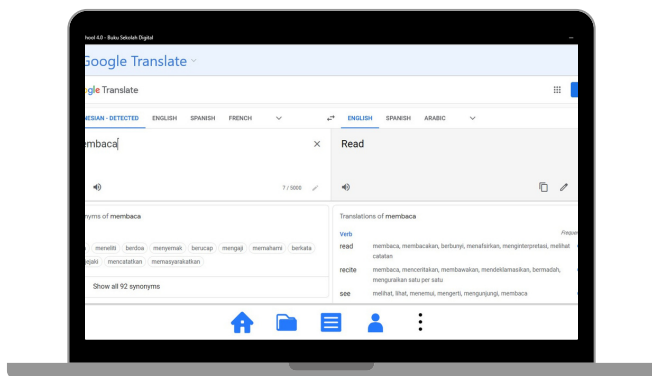 hool 4.0 - Buku Sekolah Digital
Google Translate
ogle Translate
NESIAN - DETECTED ENGLISH SPANISH FRENCH ENGLISH SPANISH ARABIC
embaca Read
7 / 5000
nyms of membaca Translations of membaca
Verb
meneliti berdoa menyemak berucap mengaji memahami berkata
read membaca, membacakan, berbunyi, menafsirkan, menginterpretasi, melihat catatan
jejaki mencatatkan memasyarakatkan
recite membaca, menceritakan, membawakan, mendeklamasikan, bermadah, menguraikan satu per satu
Show all 92 synonyms
see melihat, lihat, menemui, mengerti, mengunjungi, membaca